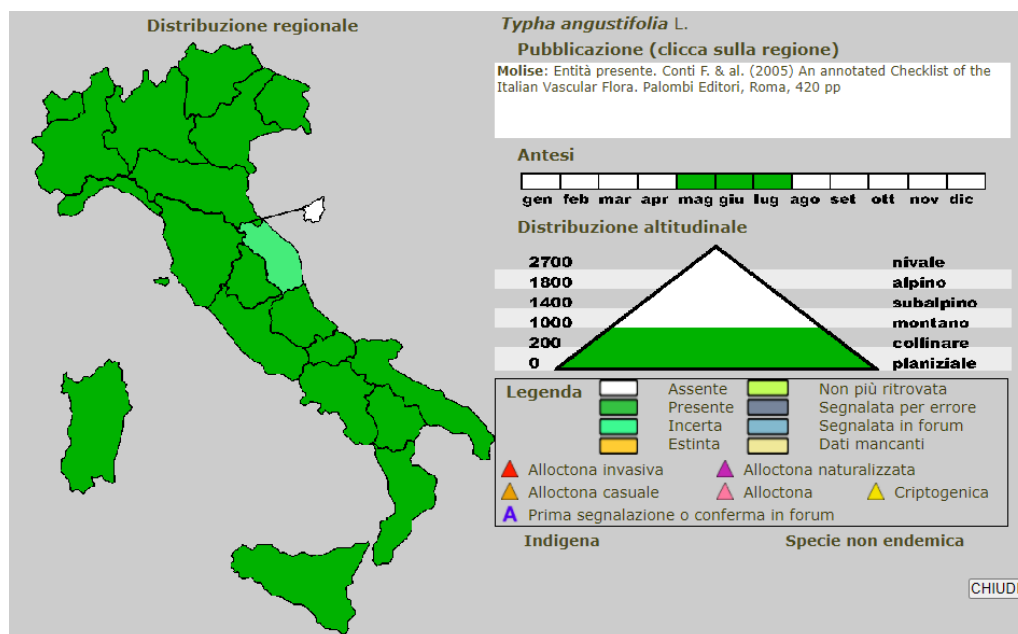 Distribuzione regionale
Typha angustifolia L.
Pubblicazione (clicca sulla regione)
Molise: Entità presente. Conti F. & al. (2005) An annotated Checklist of the
Italian Vascular Flora. Palombi Editori, Roma, 420 pp
Antesi
gen feb mar apr mag giu lug ago set ott nov dic
Distribuzione altitudinale
2700 nivale
1800 alpino
1400 subalpino
1000 montano
200 collinare
0 planiziale
Legenda Assente Non più ritrovata
Presente Segnalata per errore
Incerta Segnalata in forum
Estinta Dati mancanti
Alloctona invasiva Alloctona naturalizzata
Alloctona casuale Alloctona Criptogenica
A Prima segnalazione o conferma in forum
Indigena Specie non endemica
CHIUDI